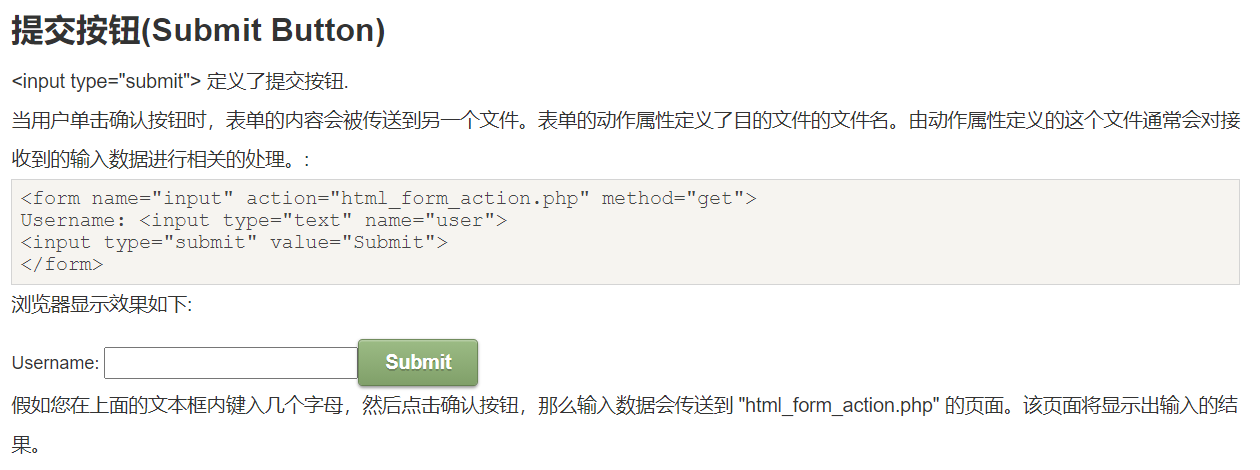 提交按钮(Submit Button)
<input type="submit"> 定义了提交按钮.
当用户单击确认按钮时，表单的内容会被传送到另一个文件。表单的动作属性定义了目的文件的文件名。由动作属性定义的这个文件通常会对接
收到的输入数据进行相关的处理。:
<form name="input" action="html_form_action.php" method="get">
Username: <input type="text" name="user">
<input type="submit" value="Submit">
</form>
浏览器显示效果如下:
Username: Submit
假如您在上面的文本框内键入几个字母，然后点击确认按钮，那么输入数据会传送到 "html_form_action.php" 的页面。该页面将显示出输入的结
果。